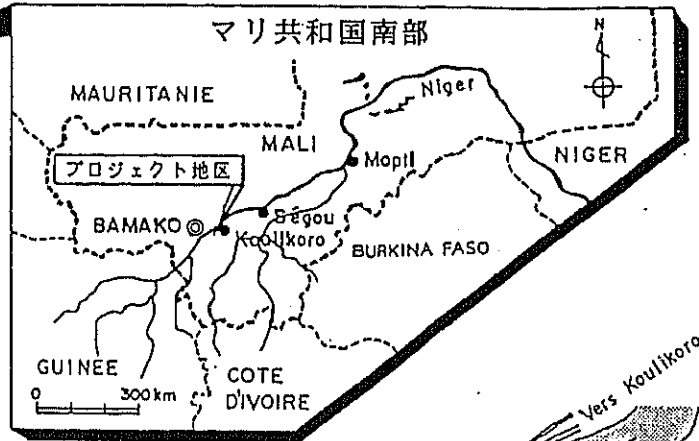 マリ共和国南部
N
MAURITANIE
Niger
MALI
NIGER
プロジェクト地区
Mopti
BAMAKO
Ségou
Koulikoro
BURKINA FASO
GUINEE
COTE
D'IVOIRE
0 300km
Vers Koulikoro